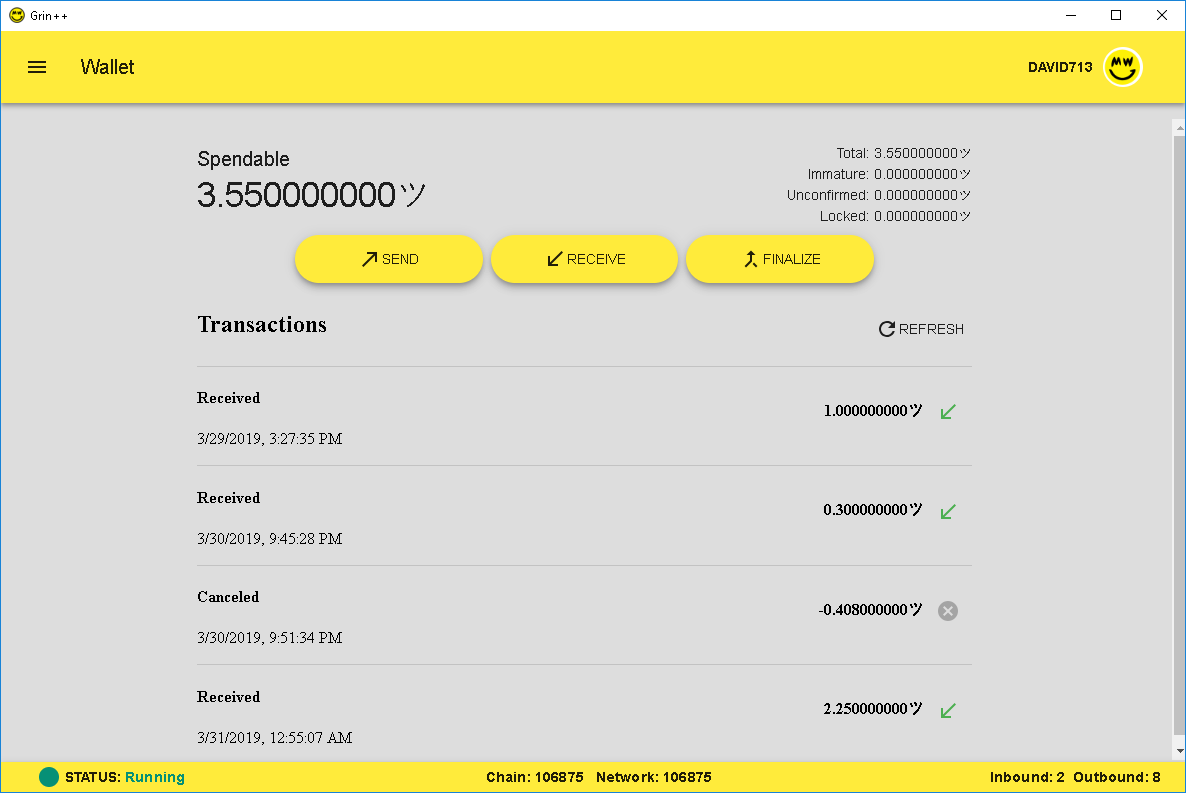 Grin++
Wallet
DAVID713
Spendable
3.550000000ツ
Total: 3.550000000ツ
Immature: 0.000000000ツ
Unconfirmed: 0.000000000ツ
Locked: 0.000000000ツ
SEND
RECEIVE
FINALIZE
Transactions
REFRESH
Received
1.000000000ツ
3/29/2019, 3:27:35 PM
Received
0.300000000ツ
3/30/2019, 9:45:28 PM
Canceled
-0.408000000ツ
3/30/2019, 9:51:34 PM
Received
2.250000000ツ
3/31/2019, 12:55:07 AM
STATUS: Running
Chain: 106875 Network: 106875
Inbound: 2 Outbound: 8